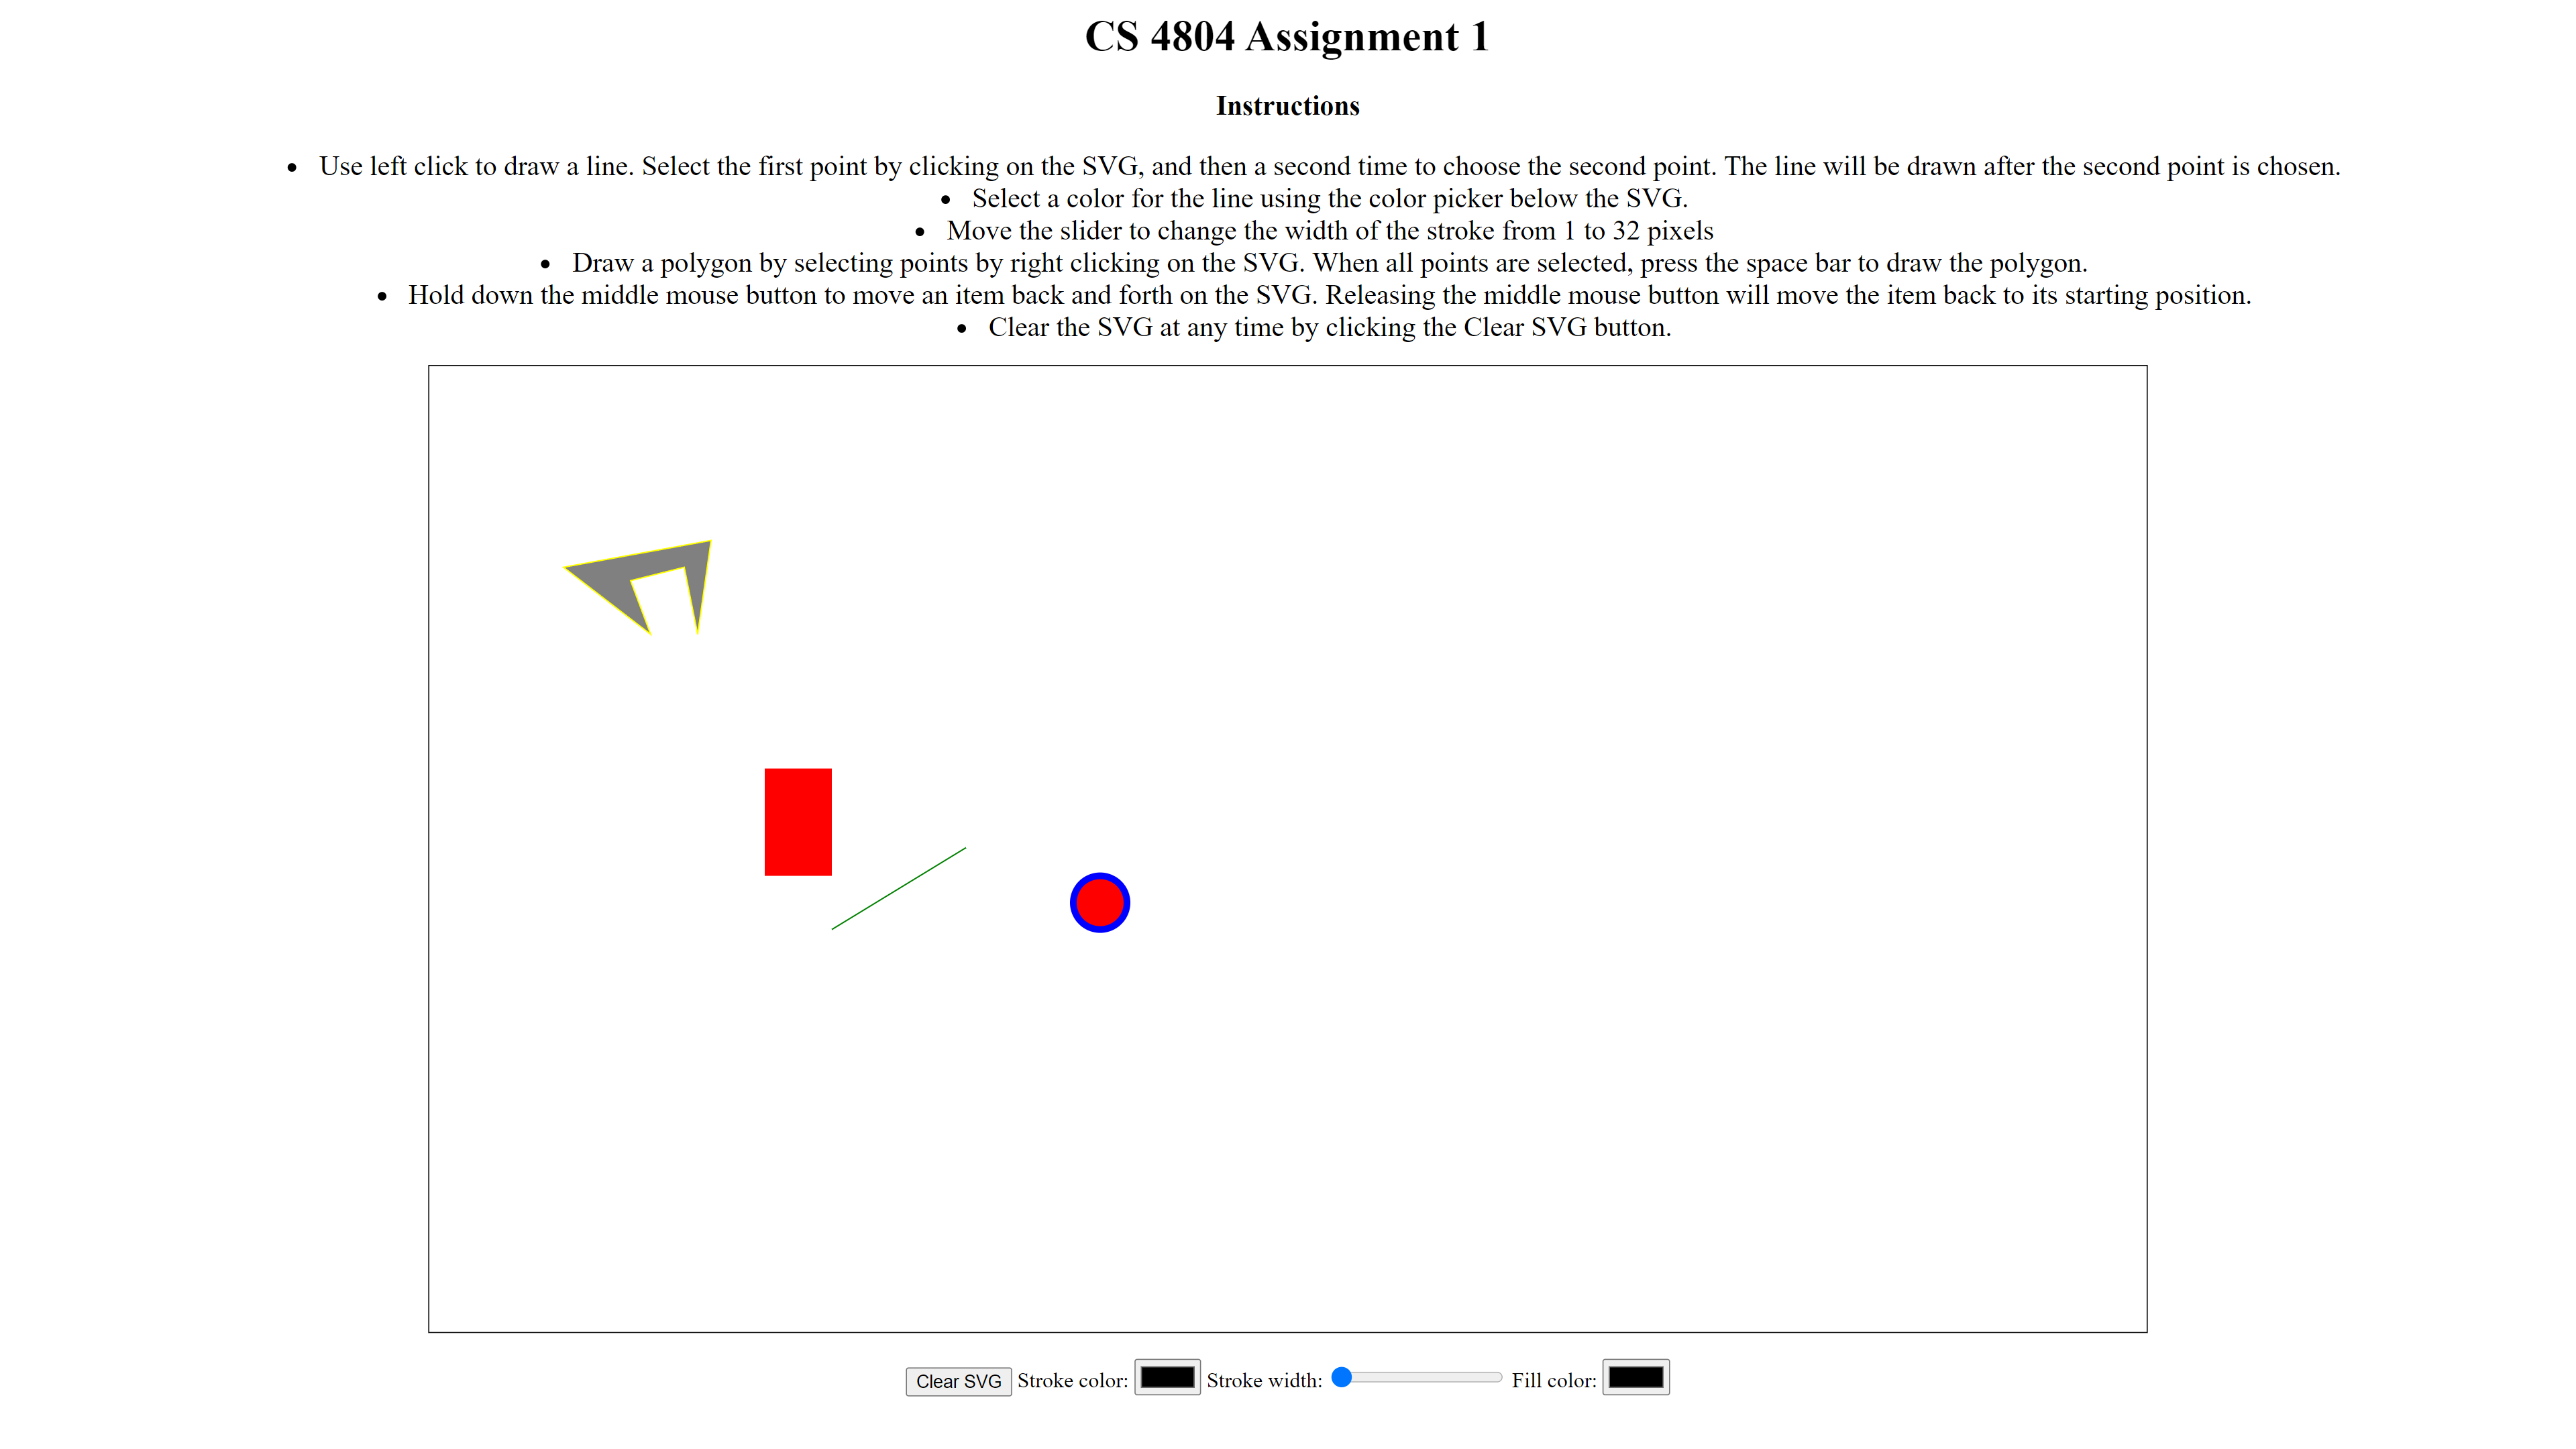 CS 4804 Assignment 1
Instructions
• Use left click to draw a line. Select the first point by clicking on the SVG, and then a second time to choose the second point. The line will be drawn after the second point is chosen.
• Select a color for the line using the color picker below the SVG.
• Move the slider to change the width of the stroke from 1 to 32 pixels
• Draw a polygon by selecting points by right clicking on the SVG. When all points are selected, press the space bar to draw the polygon.
• Hold down the middle mouse button to move an item back and forth on the SVG. Releasing the middle mouse button will move the item back to its starting position.
• Clear the SVG at any time by clicking the Clear SVG button.
Clear SVG Stroke color: Stroke width: Fill color: